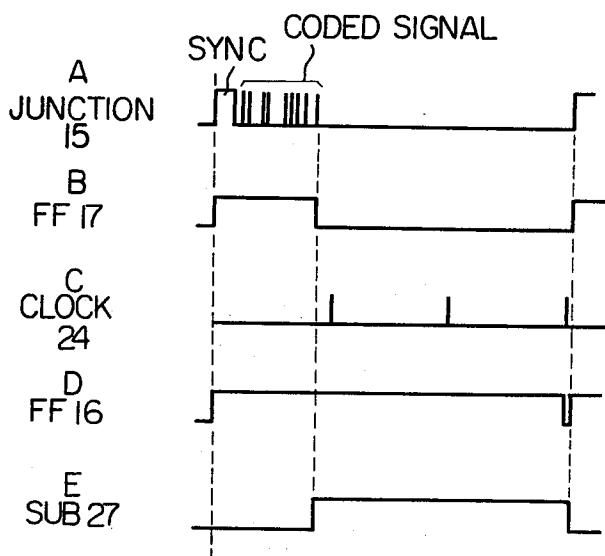 CODED SIGNAL
SYNC
A
JUNCTION
15
B
FF 17
C
CLOCK
24
D
FF 16
E
SUB 27